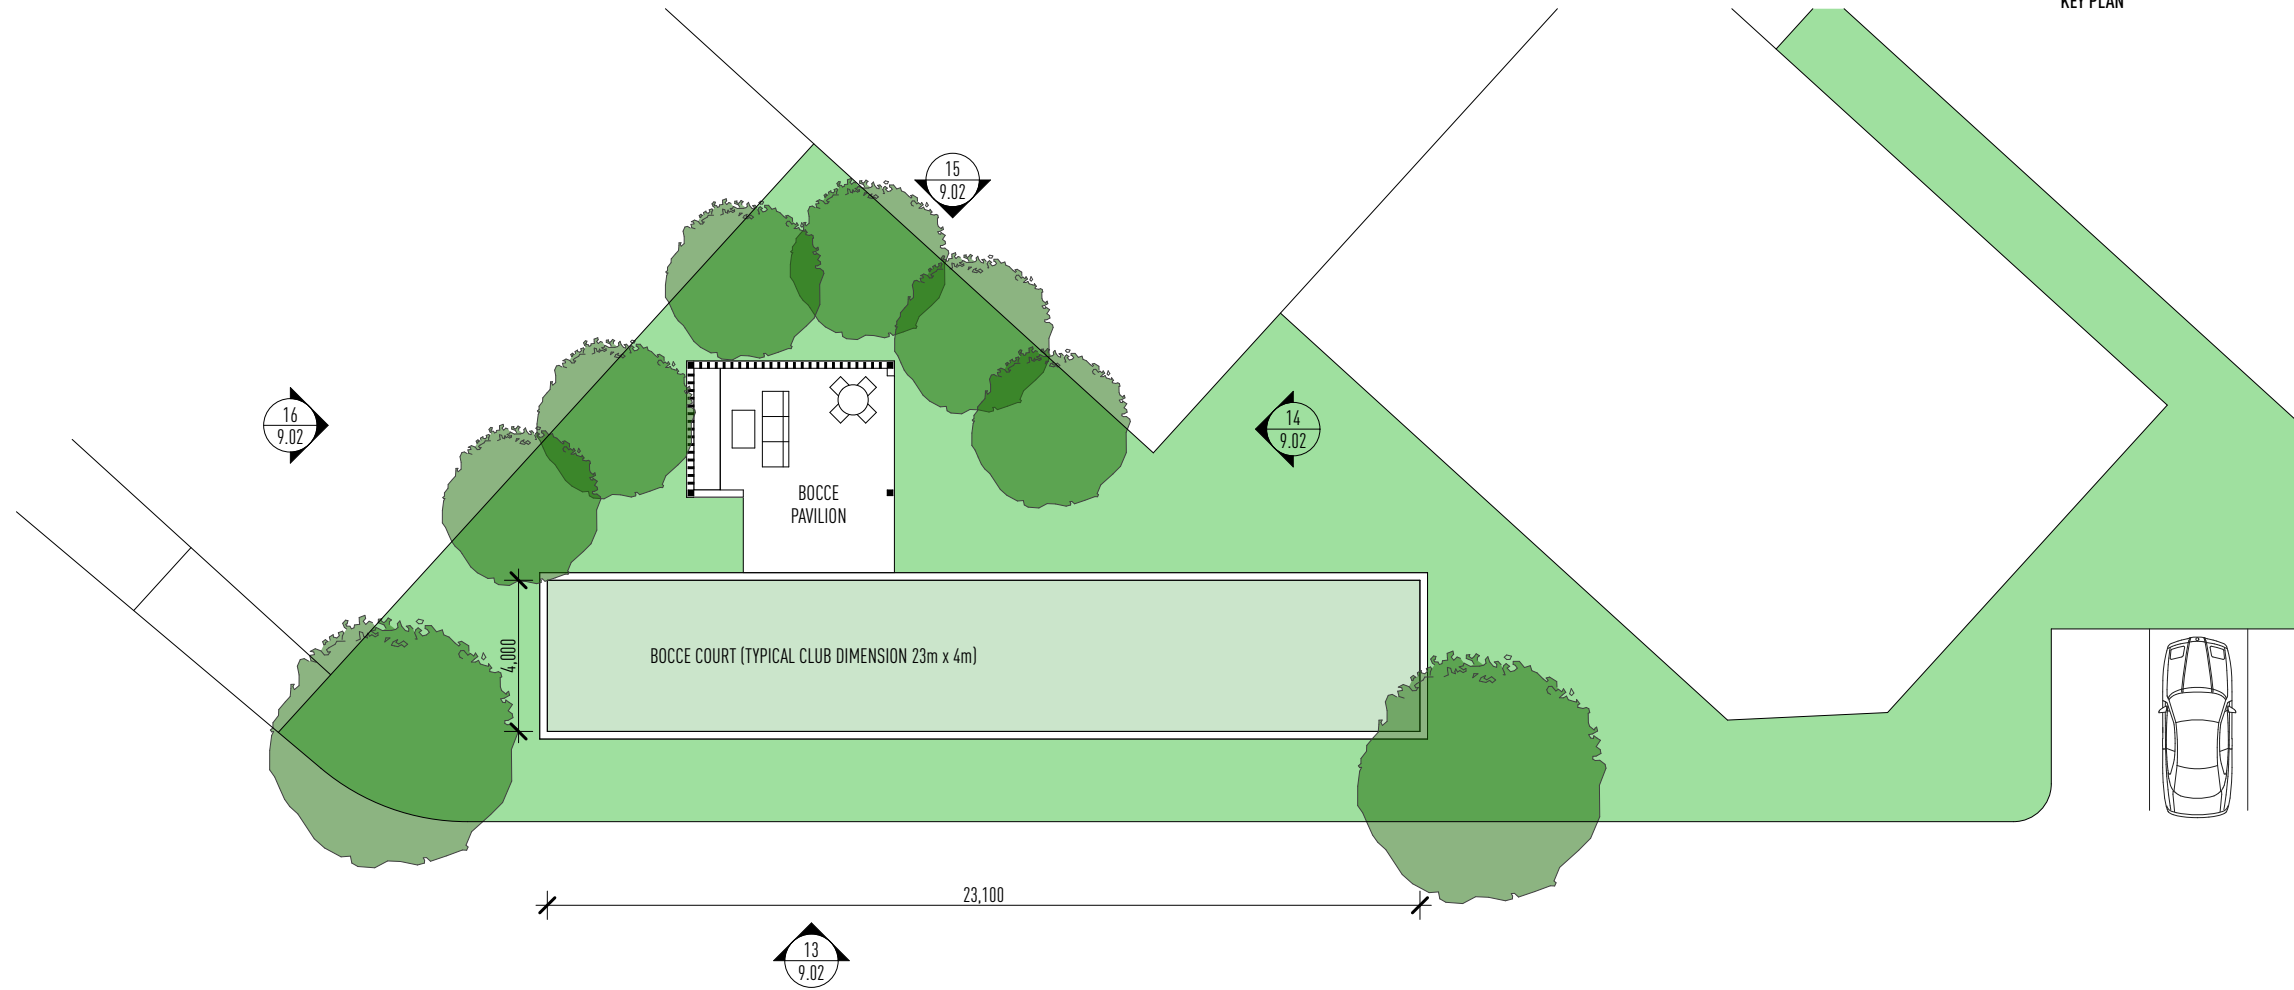 KEY PLAN
15
9.02
16
9.02
14
9.02
BOCCE
PAVILION
4,000
BOCCE COURT (TYPICAL CLUB DIMENSION 23m x 4m)
23,100
13
9.02